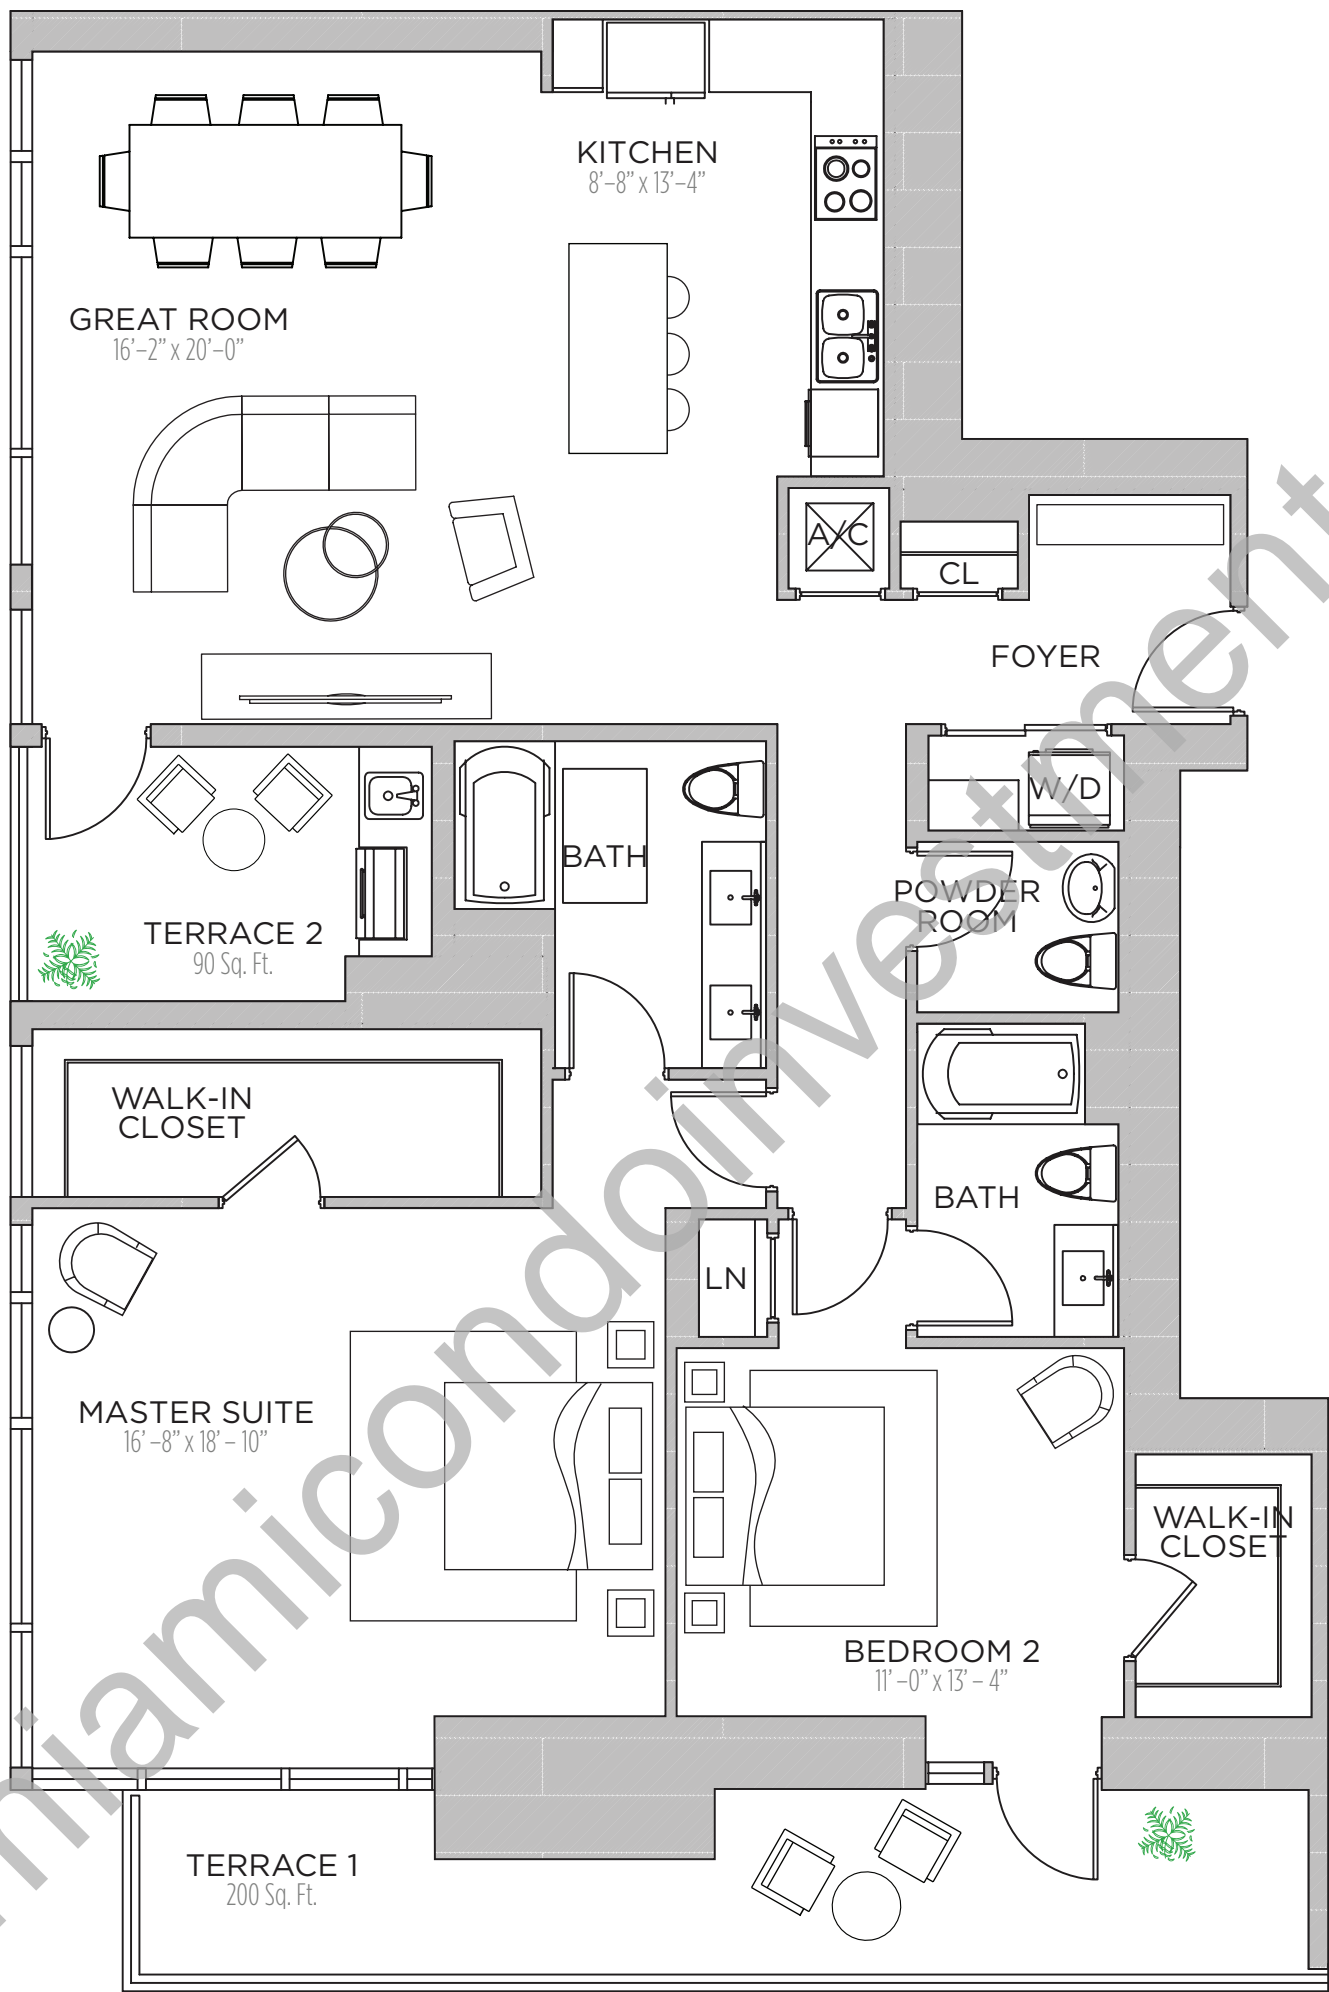 KITCHEN
8’–8” x 13’–4”
GREAT ROOM
16’–2” x 20’–0”
A/C
CL
FOYER
W/D
BATH
POWDER
ROOM
TERRACE 2
90 Sq. Ft.
WALK-IN
CLOSET
BATH
LN
MASTER SUITE
16’ –8” x 18’ – 10”
WALK-IN
CLOSET
BEDROOM 2
11’ –0” x 13’ – 4”
TERRACE 1
200 Sq. Ft.
miamicondoinvestment